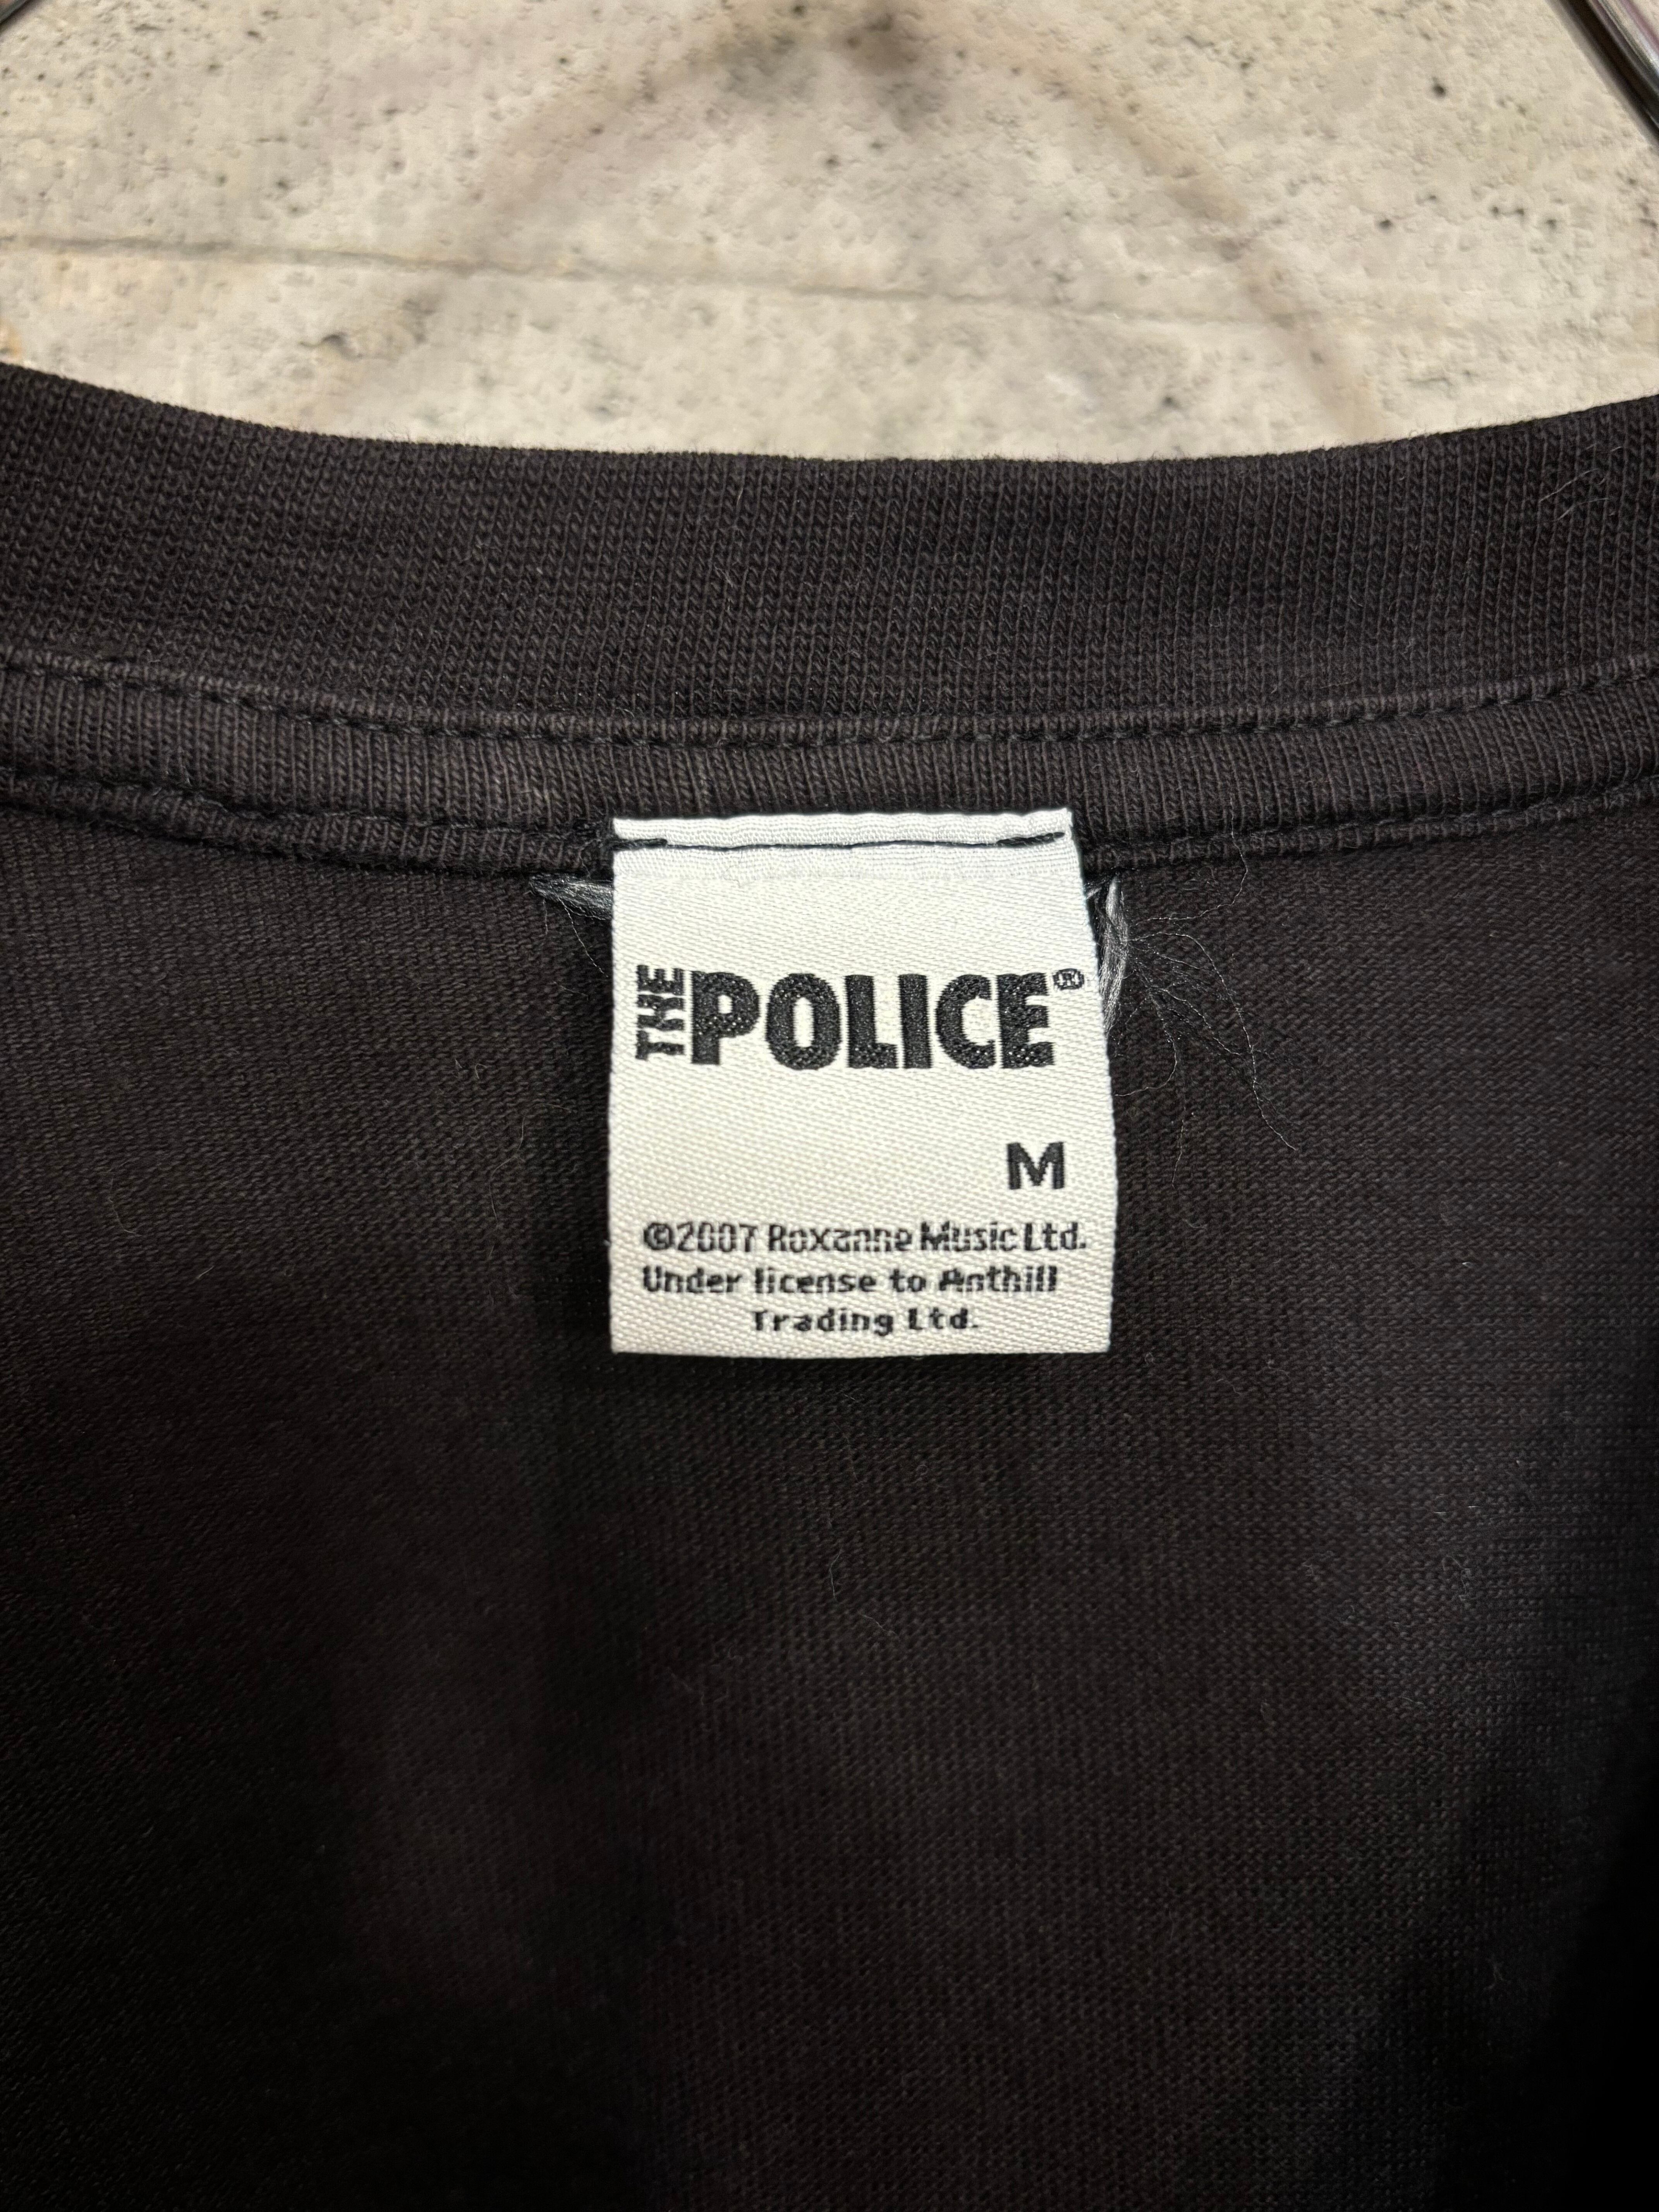 THE POLICE®
M
©2007 Roxanne Music Ltd.
Under license to Anthill
Trading Ltd.